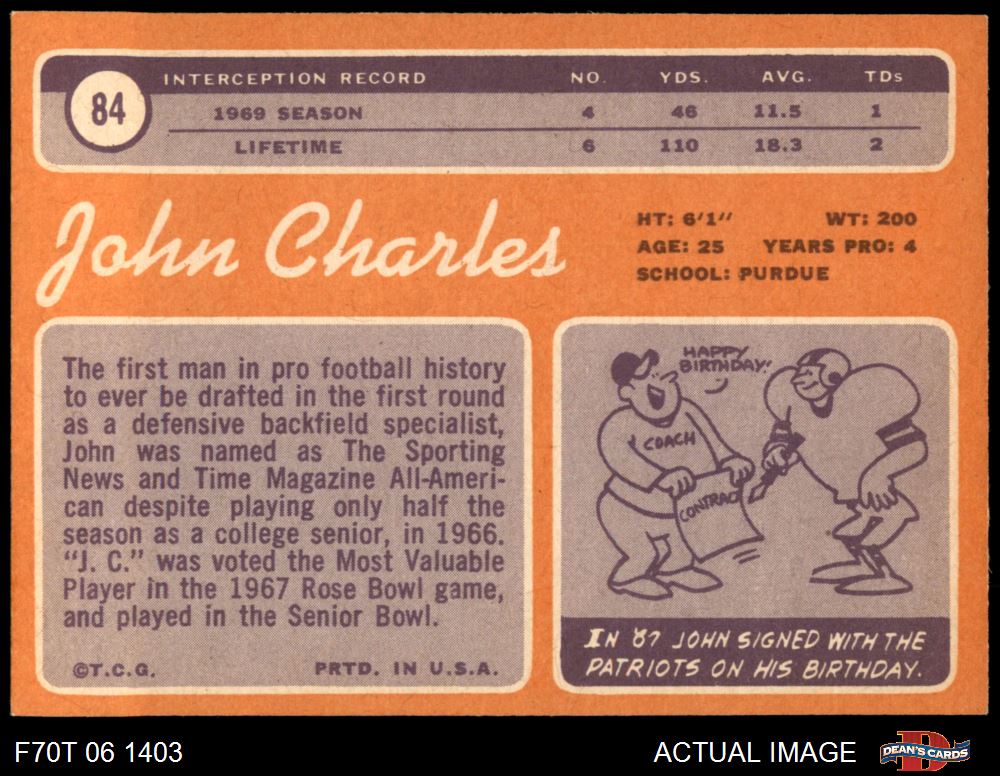 INTERCEPTION RECORD NO. YDS. AVG. TDs
84
1969 SEASON 4 46 11.5 1
LIFETIME 6 110 18.3 2
John Charles
HT: 6'1" WT: 200
AGE: 25 YEARS PRO: 4
SCHOOL: PURDUE
The first man in pro football history
to ever be drafted in the first round
as a defensive backfield specialist,
John was named as The Sporting
News and Time Magazine All-Ameri-
can despite playing only half the
season as a college senior, in 1966.
"J. C." was voted the Most Valuable
Player in the 1967 Rose Bowl game,
and played in the Senior Bowl.
©T.C.G. PRTD. IN U.S.A.
HAPPY
BIRTHDAY!
COACH
CONTRAC
IN '67 JOHN SIGNED WITH THE
PATRIOTS ON HIS BIRTHDAY.
F70T 06 1403 ACTUAL IMAGE DEAN'S CARDS